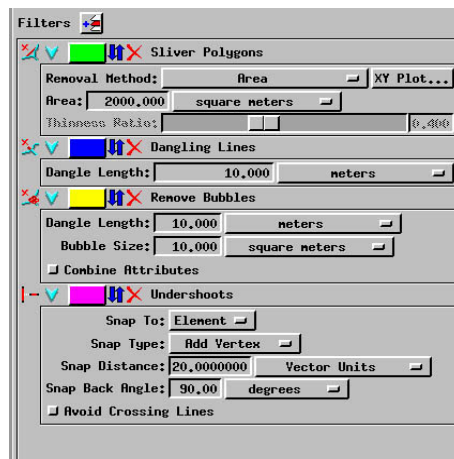 Filters
Sliver Polygons
Removal Method: Area XY Plot...
Area: 2000.000 square meters
Thinness Ratio: 0.400
Dangling Lines
Dangle Length: 10.000 meters
Remove Bubbles
Dangle Length: 10.000 meters
Bubble Size: 10.000 square meters
Combine Attributes
Undershoots
Snap To: Element
Snap Type: Add Vertex
Snap Distance: 20.0000000 Vector Units
Snap Back Angle: 90.00 degrees
Avoid Crossing Lines